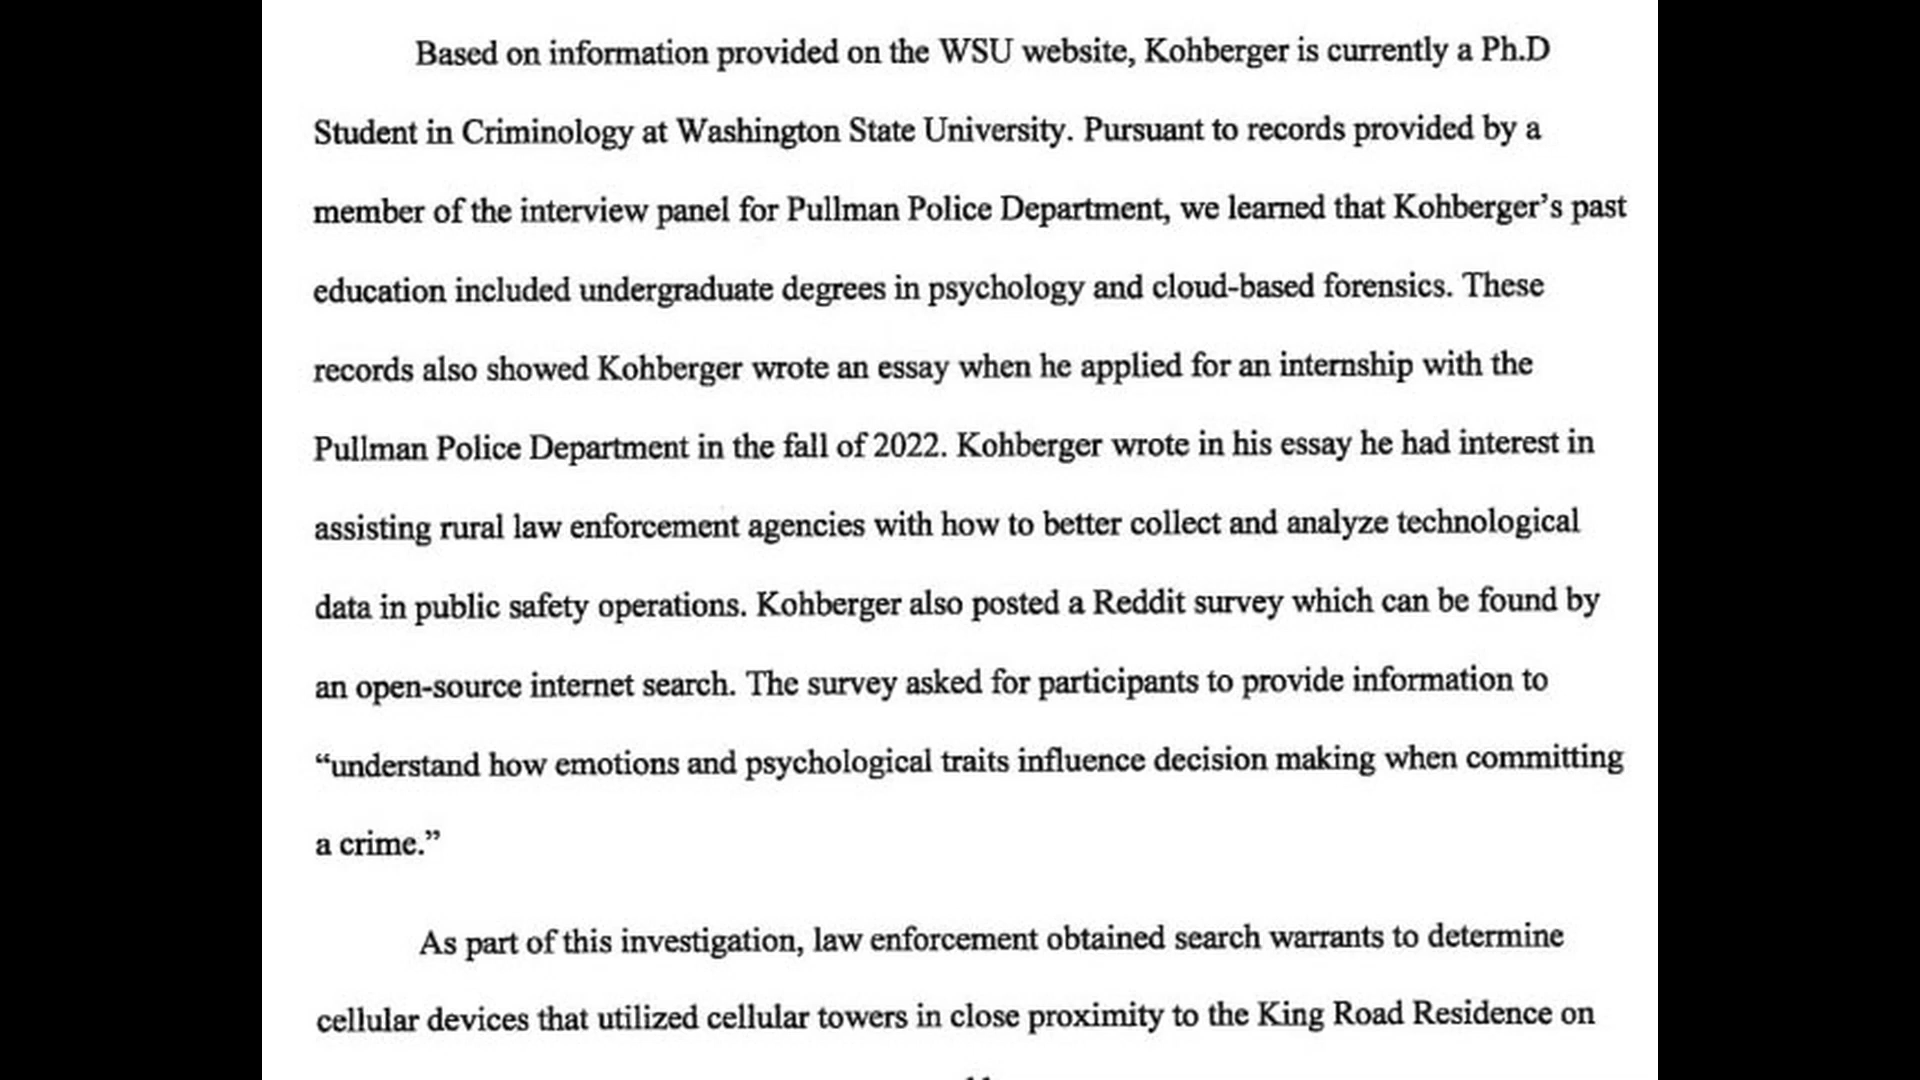 Based on information provided on the WSU website, Kohberger is currently a Ph.D
Student in Criminology at Washington State University. Pursuant to records provided by a
member of the interview panel for Pullman Police Department, we learned that Kohberger’s past
education included undergraduate degrees in psychology and cloud-based forensics. These
records also showed Kohberger wrote an essay when he applied for an internship with the
Pullman Police Department in the fall of 2022. Kohberger wrote in his essay he had interest in
assisting rural law enforcement agencies with how to better collect and analyze technological
data in public safety operations. Kohberger also posted a Reddit survey which can be found by
an open-source internet search. The survey asked for participants to provide information to
“understand how emotions and psychological traits influence decision making when committing
a crime.”
As part of this investigation, law enforcement obtained search warrants to determine
cellular devices that utilized cellular towers in close proximity to the King Road Residence on